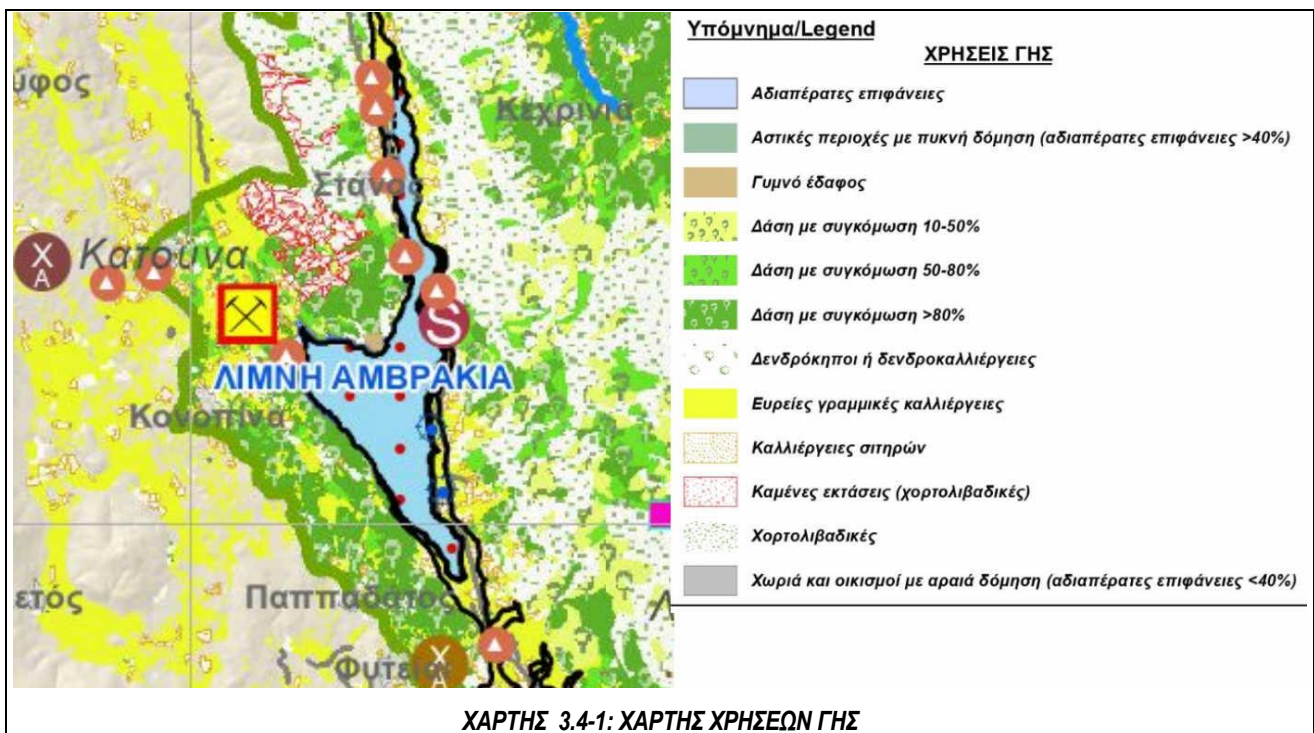 ύφος
Κεχρινιά
Στάνος
Κατούνα
Χ
Α
S
ΛΙΜΝΗ ΑΜΒΡΑΚΙΑ
Κονοπίνα
ετός
Παππαδάτος
Λ
Φυτείαι
Χ
Α
Υπόμνημα/Legend
ΧΡΗΣΕΙΣ ΓΗΣ
Αδιαπέρατες επιφάνειες
Αστικές περιοχές με πυκνή δόμηση (αδιαπέρατες επιφάνειες >40%)
Γυμνό έδαφος
Δάση με συγκόμωση 10-50%
Δάση με συγκόμωση 50-80%
Δάση με συγκόμωση >80%
Δενδρόκηποι ή δενδροκαλλιέργειες
Ευρείες γραμμικές καλλιέργειες
Καλλιέργειες σιτηρών
Καμένες εκτάσεις (χορτολιβαδικές)
Χορτολιβαδικές
Χωριά και οικισμοί με αραιά δόμηση (αδιαπέρατες επιφάνειες <40%)
ΧΑΡΤΗΣ 3.4-1: ΧΑΡΤΗΣ ΧΡΗΣΕΩΝ ΓΗΣ